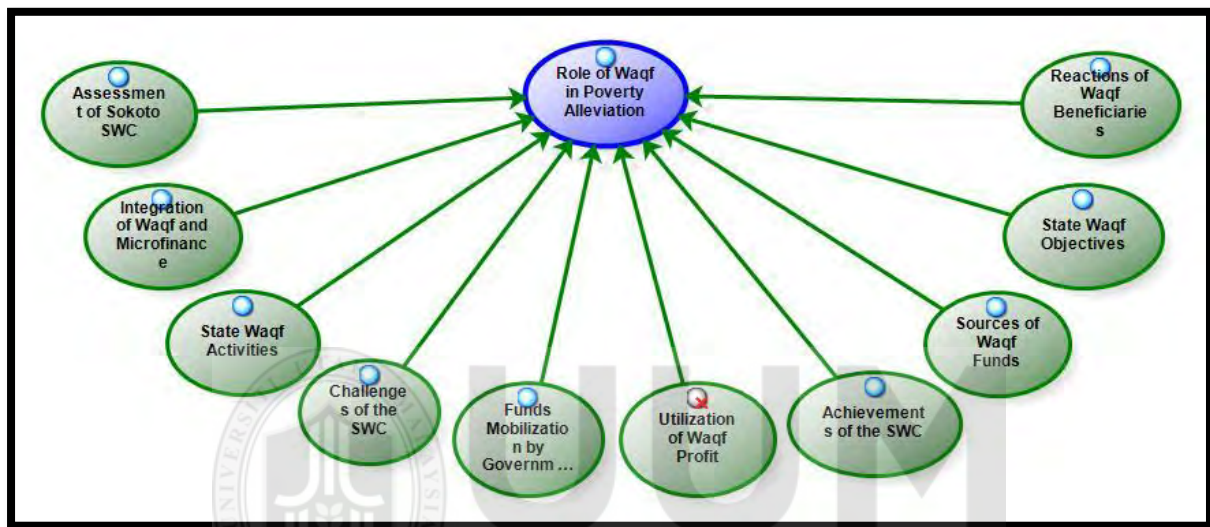 Role of Waqf
in Poverty
Alleviation
Assessmen
t of Sokoto
SWC
Reactions of
Waqf
Beneficiarie
s
Integration
of Waqf and
Microfinanc
e
State Waqf
Objectives
State Waqf
Activities
Sources of
Waqf
Funds
Challenge
s of the
SWC
Funds
Mobilizatio
n by
Governm ...
Utilization
of Waqf
Profit
Achievement
s of the SWC
UUM